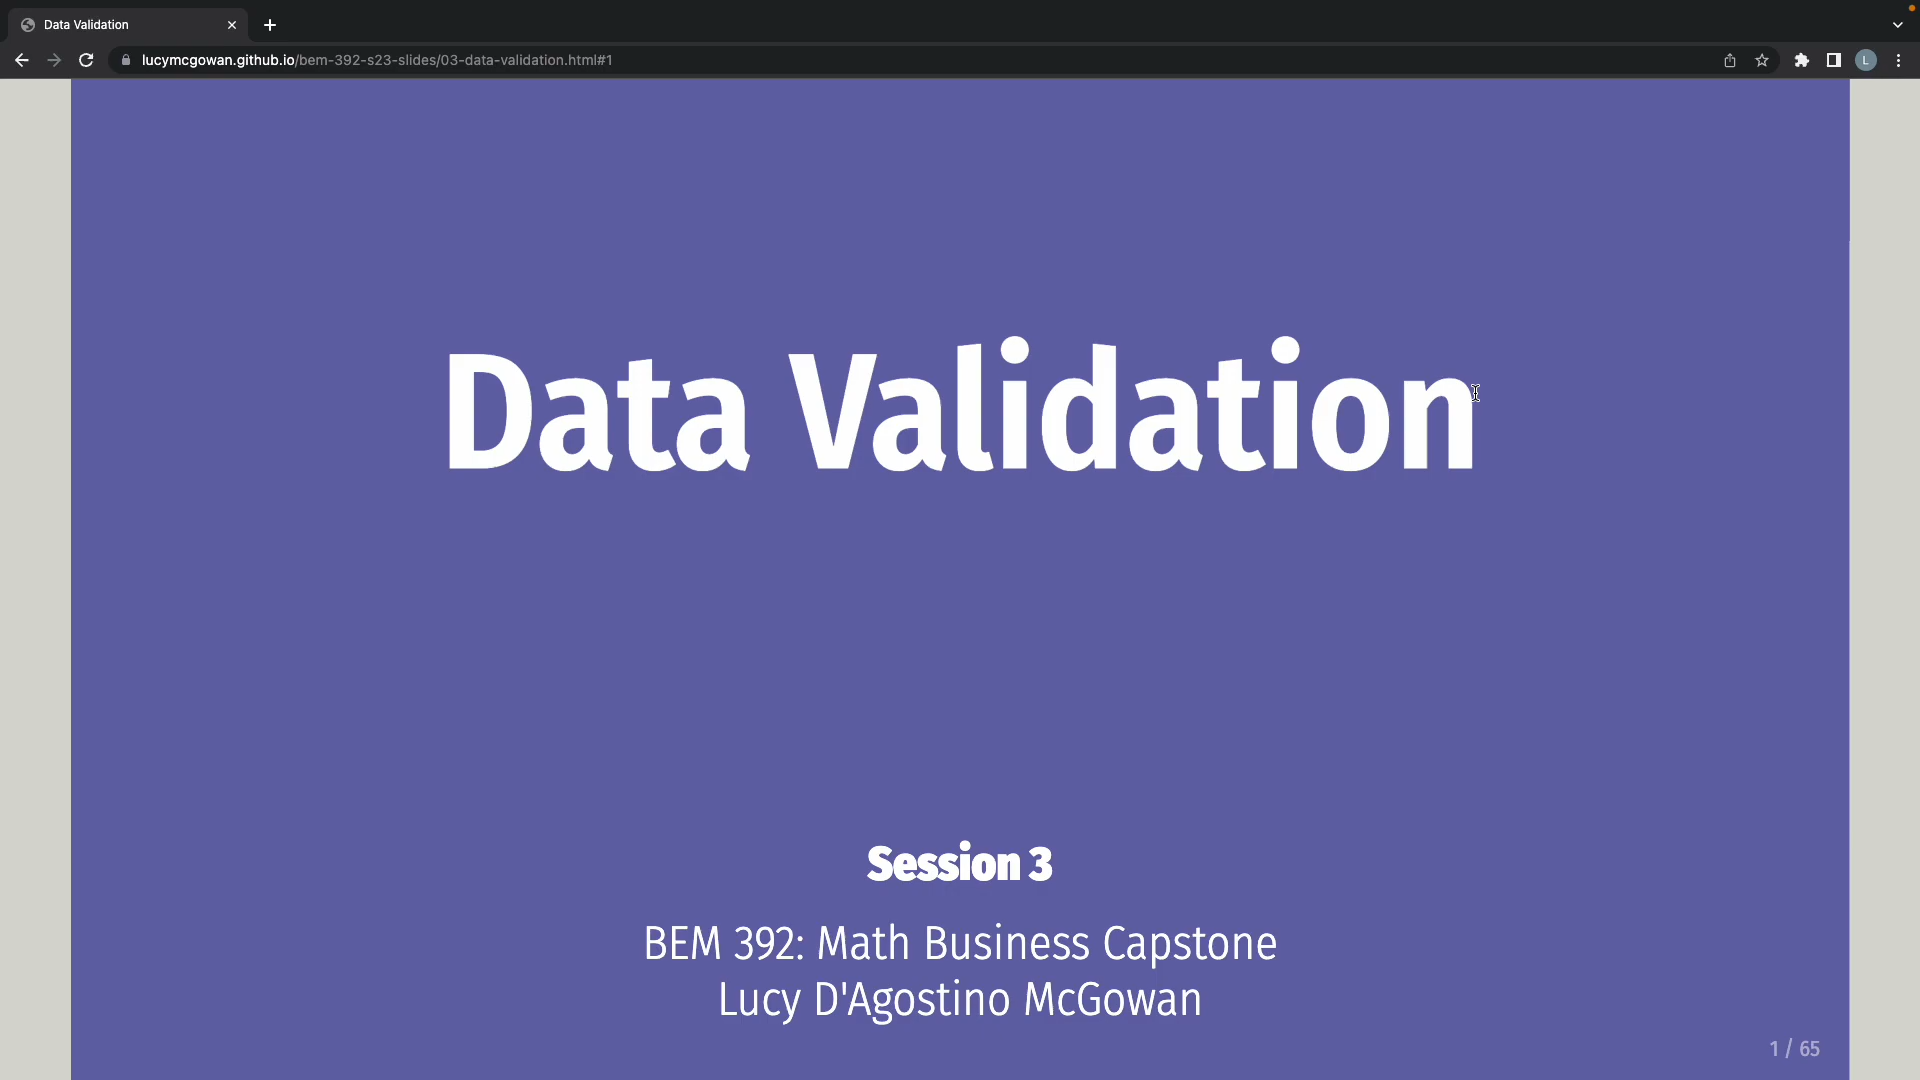 Data Validation
lucymcgowan.github.io/bem-392-s23-slides/03-data-validation.html#1
L
Data Validation
Session 3
BEM 392: Math Business Capstone
Lucy D'Agostino McGowan
1 / 65